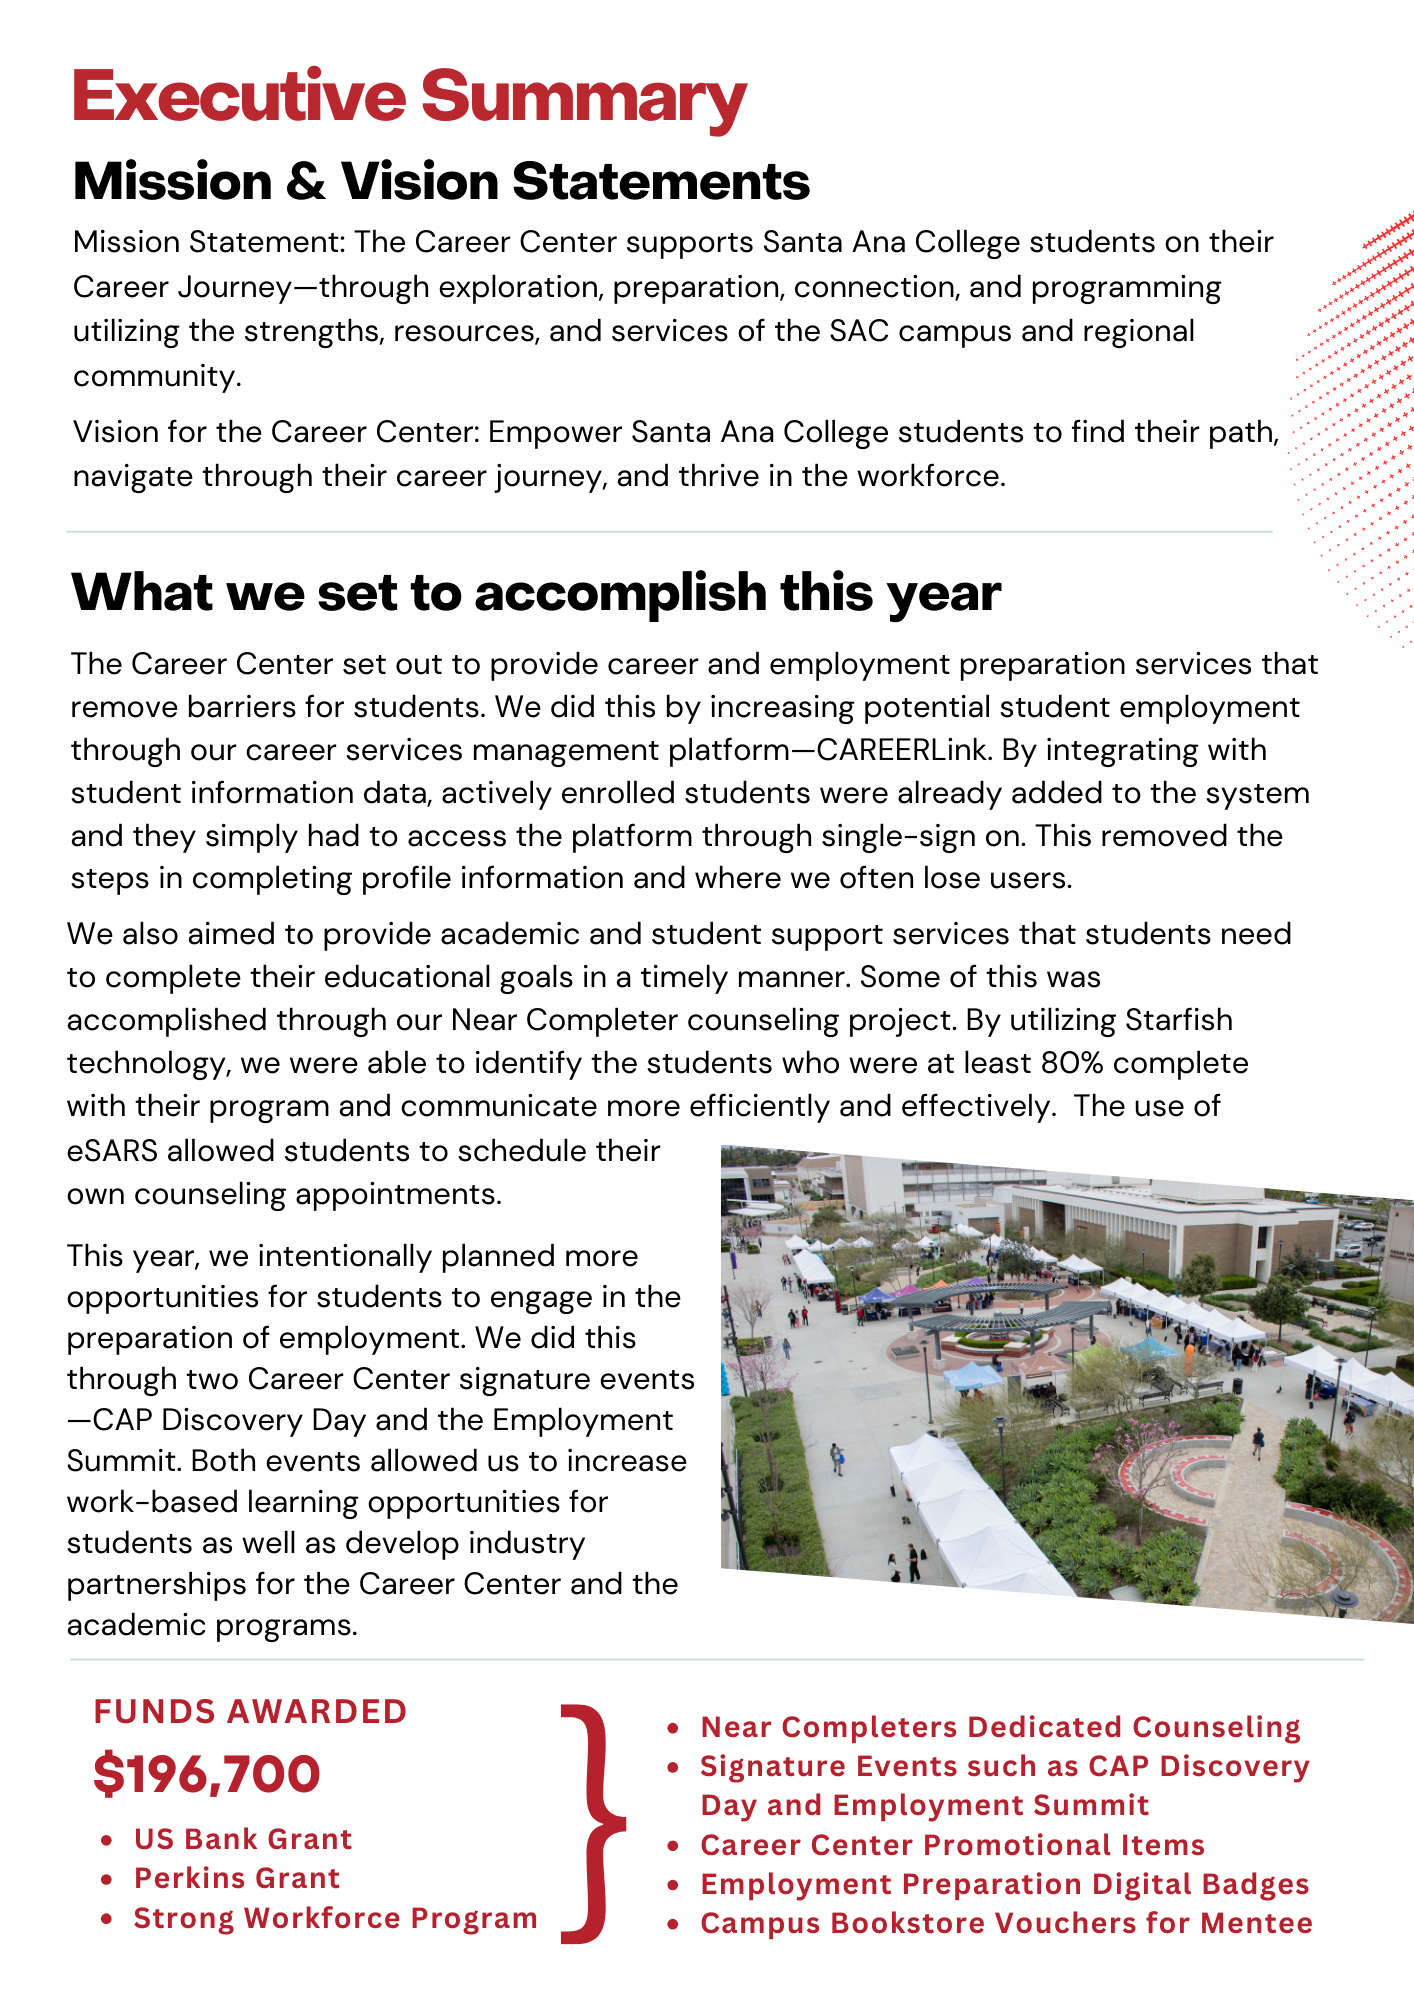 Executive Summary
Mission & Vision Statements
Mission Statement: The Career Center supports Santa Ana College students on their
Career Journey—through exploration, preparation, connection, and programming
utilizing the strengths, resources, and services of the SAC campus and regional
community.
Vision for the Career Center: Empower Santa Ana College students to find their path,
navigate through their career journey, and thrive in the workforce.
What we set to accomplish this year
The Career Center set out to provide career and employment preparation services that
remove barriers for students. We did this by increasing potential student employment
through our career services management platform—CAREERLink. By integrating with
student information data, actively enrolled students were already added to the system
and they simply had to access the platform through single-sign on. This removed the
steps in completing profile information and where we often lose users.
We also aimed to provide academic and student support services that students need
to complete their educational goals in a timely manner. Some of this was
accomplished through our Near Completer counseling project. By utilizing Starfish
technology, we were able to identify the students who were at least 80% complete
with their program and communicate more efficiently and effectively.  The use of
eSARS allowed students to schedule their
own counseling appointments.
This year, we intentionally planned more
opportunities for students to engage in the
preparation of employment. We did this
through two Career Center signature events
—CAP Discovery Day and the Employment
Summit. Both events allowed us to increase
work-based learning opportunities for
students as well as develop industry
partnerships for the Career Center and the
academic programs.
FUNDS AWARDED
$196,700
• US Bank Grant
• Perkins Grant
• Strong Workforce Program
}
• Near Completers Dedicated Counseling
• Signature Events such as CAP Discovery
Day and Employment Summit
• Career Center Promotional Items
• Employment Preparation Digital Badges
• Campus Bookstore Vouchers for Mentee